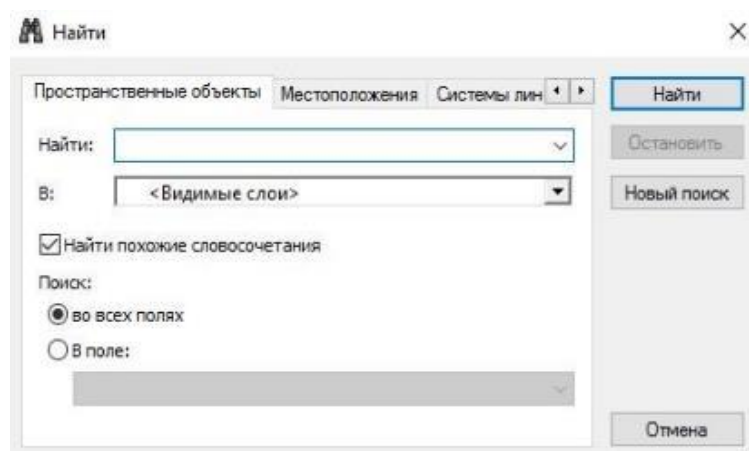 Найти
Пространственные объекты Местоположения Системы лин
Найти
Найти:
Остановить
В: <Видимые слои>
Новый поиск
Найти похожие словосочетания
Поиск:
во всех полях
В поле:
Отмена